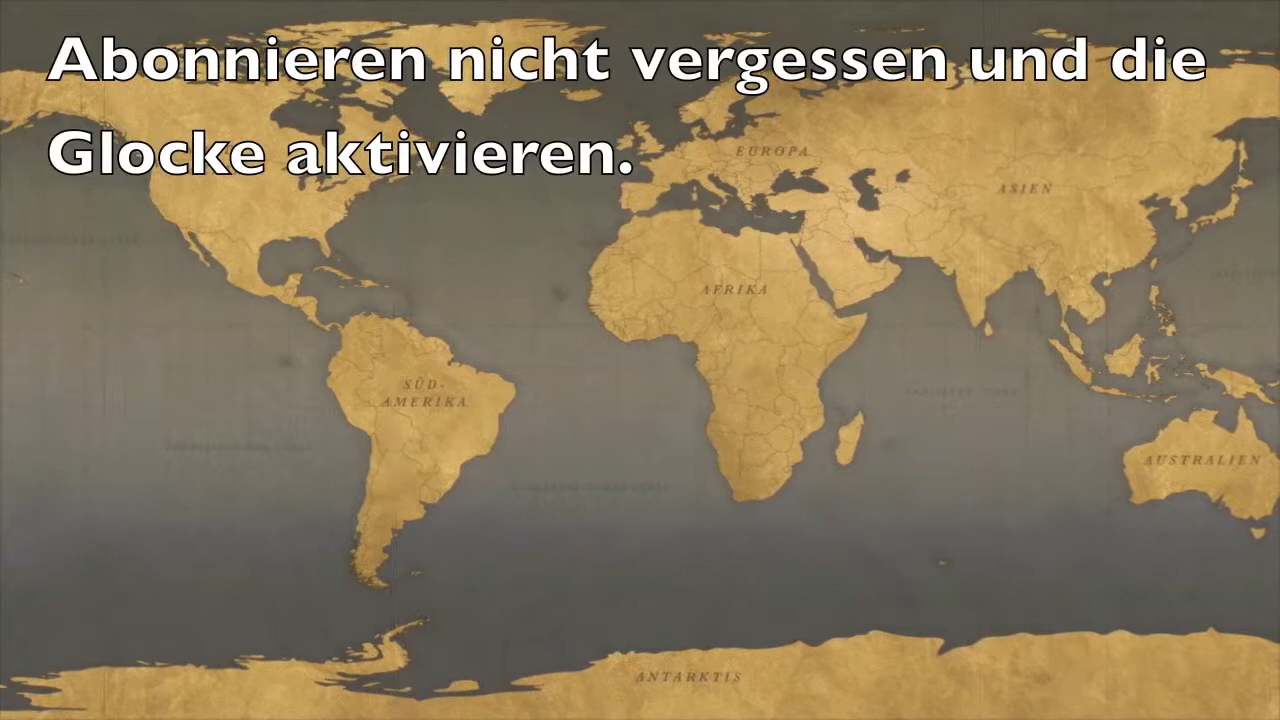 Abonnieren nicht vergessen und die
Glocke aktivieren.
EUROPA
ASIEN
AFRIKA
SÜD-
AMERIKA
AUSTRALIEN
ANTARKTIS